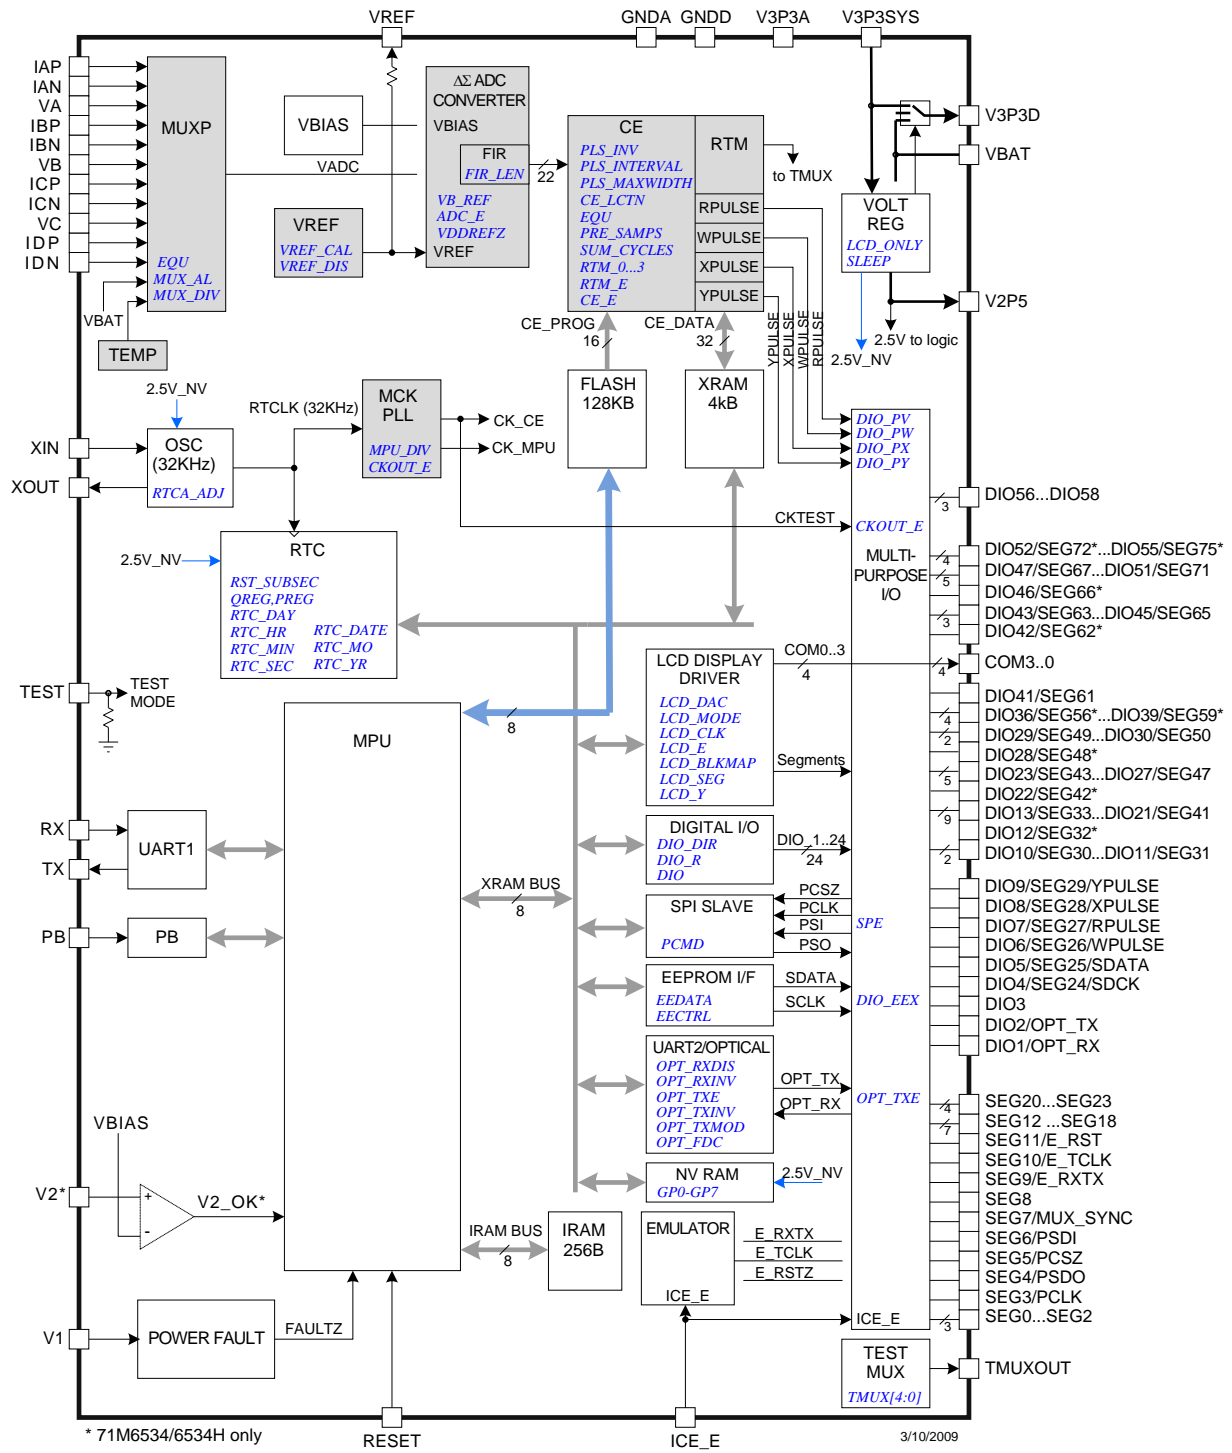 VREF
GNDA
GNDD
V3P3A
V3P3SYS
IAP
IAN
VA
IBP
IBN
VB
ICP
ICN
VC
IDP
IDN
MUXP
EQU
MUX_AL
MUX_DIV
VBAT
TEMP
VBIAS
VADC
VREF
VREF_CAL
VREF_DIS
ΔΣ ADC
CONVERTER
VBIAS
FIR
FIR_LEN
VB_REF
ADC_E
VDDREFZ
VREF
22
CE
PLS_INV
PLS_INTERVAL
PLS_MAXWIDTH
CE_LCTN
EQU
PRE_SAMPS
SUM_CYCLES
RTM_0...3
RTM_E
CE_E
RTM
RPULSE
WPULSE
XPULSE
YPULSE
to TMUX
YPULSE
XPULSE
WPULSE
RPULSE
VOLT
REG
LCD_ONLY
SLEEP
V3P3D
VBAT
V2P5
2.5V to logic
2.5V_NV
CE_PROG
16
CE_DATA
32
FLASH
128KB
XRAM
4kB
2.5V_NV
RTCLK (32KHz)
MCK
PLL
MPU_DIV
CKOUT_E
CK_CE
CK_MPU
XIN
XOUT
OSC
(32KHz)
RTCA_ADJ
2.5V_NV
RTC
RST_SUBSEC
QREG,PREG
RTC_DAY
RTC_HR
RTC_MIN
RTC_SEC
RTC_DATE
RTC_MO
RTC_YR
CKTEST
DIO_PV
DIO_PW
DIO_PX
DIO_PY
CKOUT_E
MULTI-
PURPOSE
I/O
SPE
DIO_EEX
OPT_TXE
ICE_E
TEST
TEST
MODE
MPU
8
RX
TX
UART1
PB
PB
XRAM BUS
8
LCD DISPLAY
DRIVER
LCD_DAC
LCD_MODE
LCD_CLK
LCD_E
LCD_BLKMAP
LCD_SEG
LCD_Y
COM0..3
4
Segments
DIGITAL I/O
DIO_DIR
DIO_R
DIO
DIO_1..24
24
SPI SLAVE
PCMD
PCSZ
PCLK
PSI
PSO
EEPROM I/F
EEDATA
EECTRL
SDATA
SCLK
UART2/OPTICAL
OPT_RXDIS
OPT_RXINV
OPT_TXE
OPT_TXINV
OPT_TXMOD
OPT_FDC
OPT_TX
OPT_RX
NV RAM
GP0-GP7
2.5V_NV
VBIAS
V2*
+
-
V2_OK*
IRAM BUS
8
IRAM
256B
EMULATOR
ICE_E
E_RXTX
E_TCLK
E_RSTZ
V1
POWER FAULT
FAULTZ
TEST
MUX
TMUX[4:0]
3
DIO56...DIO58
4
DIO52/SEG72*...DIO55/SEG75*
5
DIO47/SEG67...DIO51/SEG71
DIO46/SEG66*
3
DIO43/SEG63...DIO45/SEG65
DIO42/SEG62*
4
COM3..0
DIO41/SEG61
4
DIO36/SEG56*...DIO39/SEG59*
2
DIO29/SEG49...DIO30/SEG50
DIO28/SEG48*
5
DIO23/SEG43...DIO27/SEG47
DIO22/SEG42*
9
DIO13/SEG33...DIO21/SEG41
DIO12/SEG32*
2
DIO10/SEG30...DIO11/SEG31
DIO9/SEG29/YPULSE
DIO8/SEG28/XPULSE
DIO7/SEG27/RPULSE
DIO6/SEG26/WPULSE
DIO5/SEG25/SDATA
DIO4/SEG24/SDCK
DIO3
DIO2/OPT_TX
DIO1/OPT_RX
4
SEG20...SEG23
7
SEG12 ...SEG18
SEG11/E_RST
SEG10/E_TCLK
SEG9/E_RXTX
SEG8
SEG7/MUX_SYNC
SEG6/PSDI
SEG5/PCSZ
SEG4/PSDO
SEG3/PCLK
3
SEG0...SEG2
TMUXOUT
* 71M6534/6534H only
RESET
ICE_E
3/10/2009